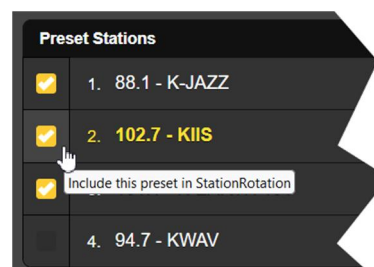 Preset Stations
1. 88.1 - K-JAZZ
2. 102.7 - KIIS
Include this preset in StationRotation
4. 94.7 - KWAV